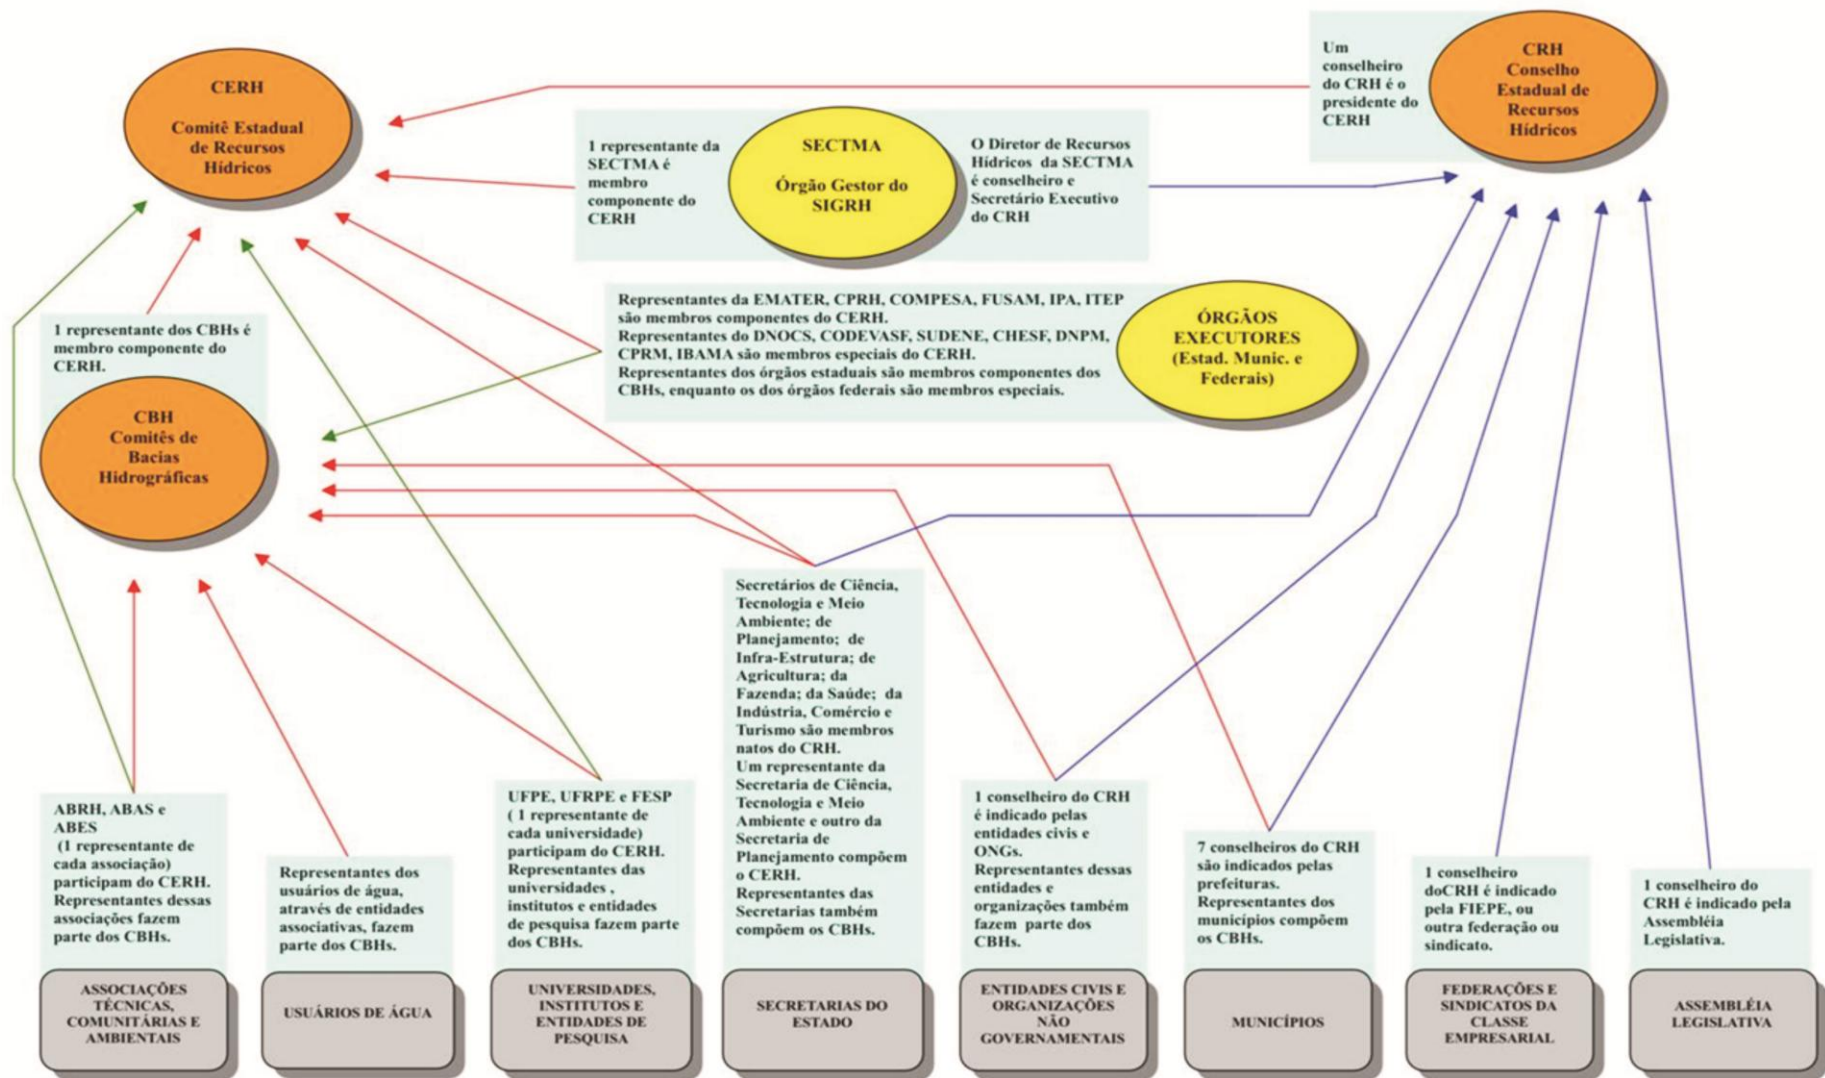 CERH
Comitê Estadual
de Recursos
Hídricos
Um
conselheiro
do CRH é o
presidente do
CERH
CRH
Conselho
Estadual de
Recursos
Hídricos
1 representante da
SECTMA é
membro
componente do
CERH
SECTMA
Órgão Gestor do
SIGRH
O Diretor de Recursos
Hídricos da SECTMA
é conselheiro e
Secretário Executivo
do CRH
Representantes da EMATER, CPRH, COMPESA, FUSAM, IPA, ITEP
são membros componentes do CERH.
Representantes do DNOCS, CODEVASF, SUDENE, CHESF, DNPM,
CPRM, IBAMA são membros especiais do CERH.
Representantes dos órgãos estaduais são membros componentes dos
CBHs, enquanto os dos órgãos federais são membros especiais.
ÓRGÃOS
EXECUTORES
(Estad. Munic. e
Federais)
1 representante dos CBHs é
membro componente do
CERH.
CBH
Comitês de
Bacias
Hidrográficas
ABRH, ABAS e
ABES
(1 representante de
cada associação)
participam do CERH.
Representantes dessas
associações fazem
parte dos CBHs.
ASSOCIAÇÕES
TÉCNICAS,
COMUNITÁRIAS E
AMBIENTAIS
Representantes dos
usuários de água,
através de entidades
associativas, fazem
parte dos CBHs.
USUÁRIOS DE ÁGUA
UFPE, UFRPE e FESP
( 1 representante de
cada universidade)
participam do CERH.
Representantes das
universidades ,
institutos e entidades
de pesquisa fazem parte
dos CBHs.
UNIVERSIDADES,
INSTITUTOS E
ENTIDADES DE
PESQUISA
Secretários de Ciência,
Tecnologia e Meio
Ambiente; de
Planejamento; de
Infra-Estrutura; de
Agricultura; da
Fazenda; da Saúde; da
Indústria, Comércio e
Turismo são membros
natos do CRH.
Um representante da
Secretaria de Ciência,
Tecnologia e Meio
Ambiente e outro da
Secretaria de
Planejamento compõem
o CERH.
Representantes das
Secretarias também
compõem os CBHs.
SECRETARIAS DO
ESTADO
1 conselheiro do CRH
é indicado pelas
entidades civis e
ONGs.
Representantes dessas
entidades e
organizações também
fazem parte dos
CBHs.
ENTIDADES CIVIS E
ORGANIZAÇÕES
NÃO
GOVERNAMENTAIS
7 conselheiros do CRH
são indicados pelas
prefeituras.
Representantes dos
municípios compõem
os CBHs.
MUNICÍPIOS
1 conselheiro
doCRH é indicado
pela FIEPE, ou
outra federação ou
sindicato.
FEDERAÇÕES E
SINDICATOS DA
CLASSE
EMPRESARIAL
1 conselheiro do
CRH é indicado pela
Assembléia
Legislativa.
ASSEMBLÉIA
LEGISLATIVA